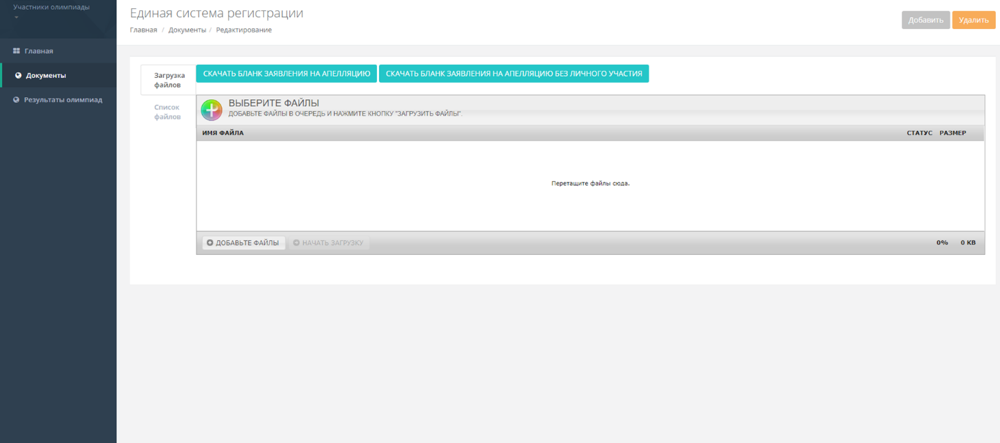 Участники олимпиады
Главная
Документы
Результаты олимпиад
Единая система регистрации
Главная / Документы / Редактирование
Добавить Удалить
Загрузка
файлов
Список
файлов
СКАЧАТЬ БЛАНК ЗАЯВЛЕНИЯ НА АПЕЛЛЯЦИЮ СКАЧАТЬ БЛАНК ЗАЯВЛЕНИЯ НА АПЕЛЛЯЦИЮ БЕЗ ЛИЧНОГО УЧАСТИЯ
ВЫБЕРИТЕ ФАЙЛЫ
ДОБАВЬТЕ ФАЙЛЫ В ОЧЕРЕДЬ И НАЖМИТЕ КНОПКУ "ЗАГРУЗИТЬ ФАЙЛЫ".
ИМЯ ФАЙЛА СТАТУС РАЗМЕР
Перетащите файлы сюда.
ДОБАВЬТЕ ФАЙЛЫ НАЧАТЬ ЗАГРУЗКУ 0% 0 KB